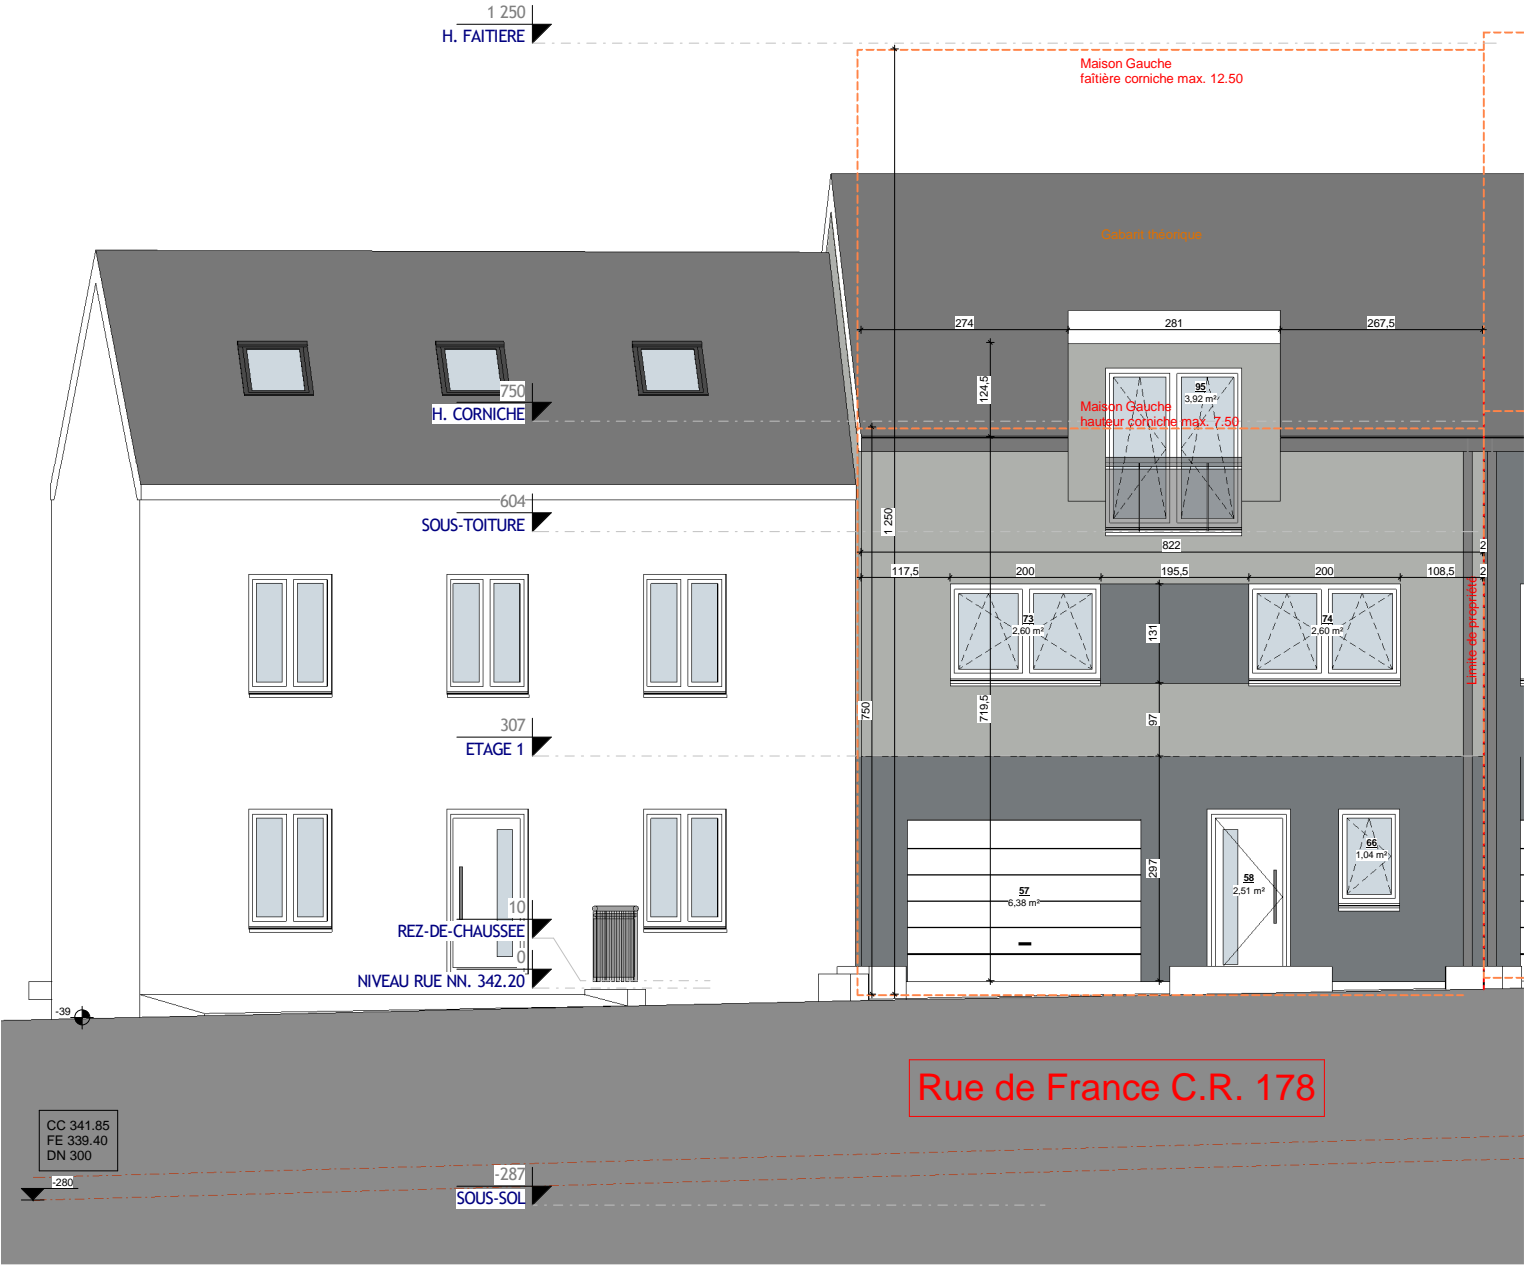 1 250
H. FAITIERE
Maison Gauche
faîtière corniche max. 12.50
Gabarit théorique
274
281
267,5
124,5
95
3,92 m²
750
H. CORNICHE
Maison Gauche
hauteur corniche max. 7.50
604
SOUS-TOITURE
1 250
822
2
117,5
200
195,5
200
108,5
2
73
2,60 m²
74
2,60 m²
131
Limite de propriété
750
719,5
97
307
ETAGE 1
66
1,04 m²
297
57
6,38 m²
58
2,51 m²
10
REZ-DE-CHAUSSEE
0
NIVEAU RUE NN. 342.20
-39
Rue de France C.R. 178
CC 341.85
FE 339.40
DN 300
-280
-287
SOUS-SOL